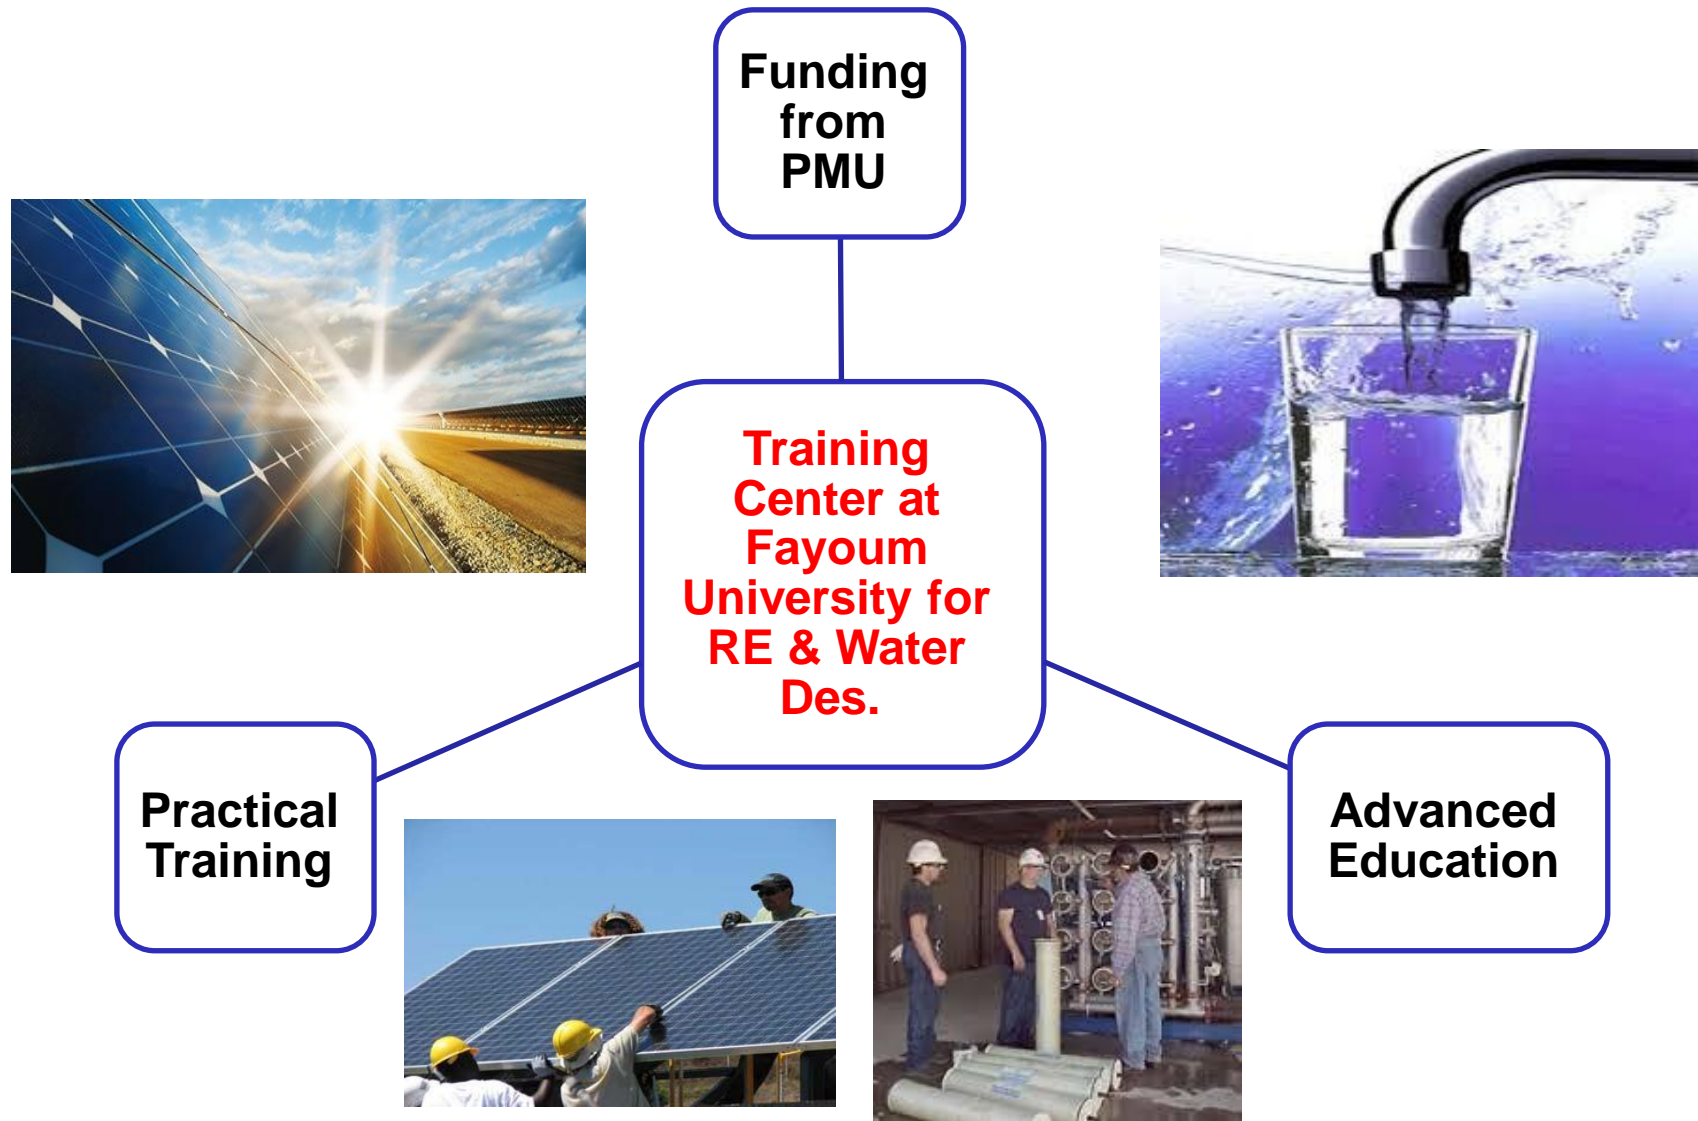 Funding
from
PMU
Training
Center at
Fayoum
University for
RE & Water
Des.
Practical
Training
Advanced
Education